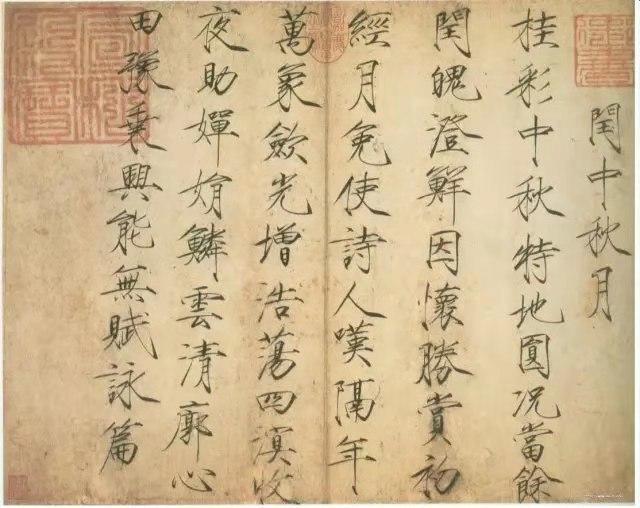 閏中秋月
桂彩中秋特地圓况當餘
閏魄澄鮮因懷勝賞初
經月免使詩人嘆隔年
萬象斂光增浩蕩四溟收
夜助嬋娟鱗雲清廓心
田豫乘興能無賦詠篇